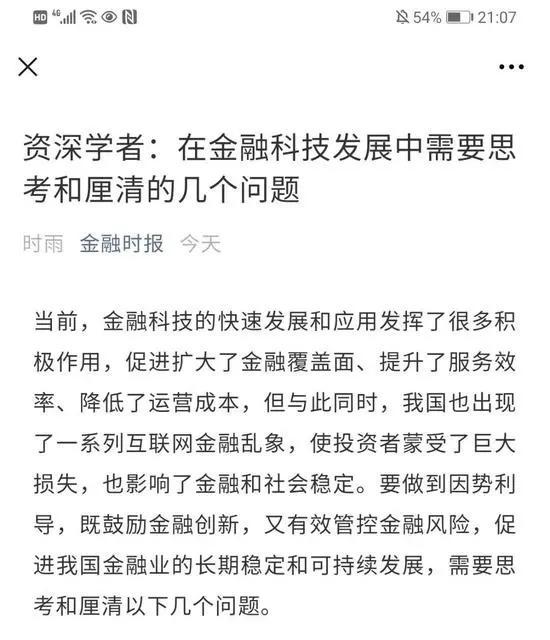 HD 4G 54% 21:07
资深学者：在金融科技发展中需要思
考和厘清的几个问题
时雨 金融时报 今天
当前，金融科技的快速发展和应用发挥了很多积
极作用，促进扩大了金融覆盖面、提升了服务效
率、降低了运营成本，但与此同时，我国也出现
了一系列互联网金融乱象，使投资者蒙受了巨大
损失，也影响了金融和社会稳定。要做到因势利
导，既鼓励金融创新，又有效管控金融风险，促
进我国金融业的长期稳定和可持续发展，需要思
考和厘清以下几个问题。